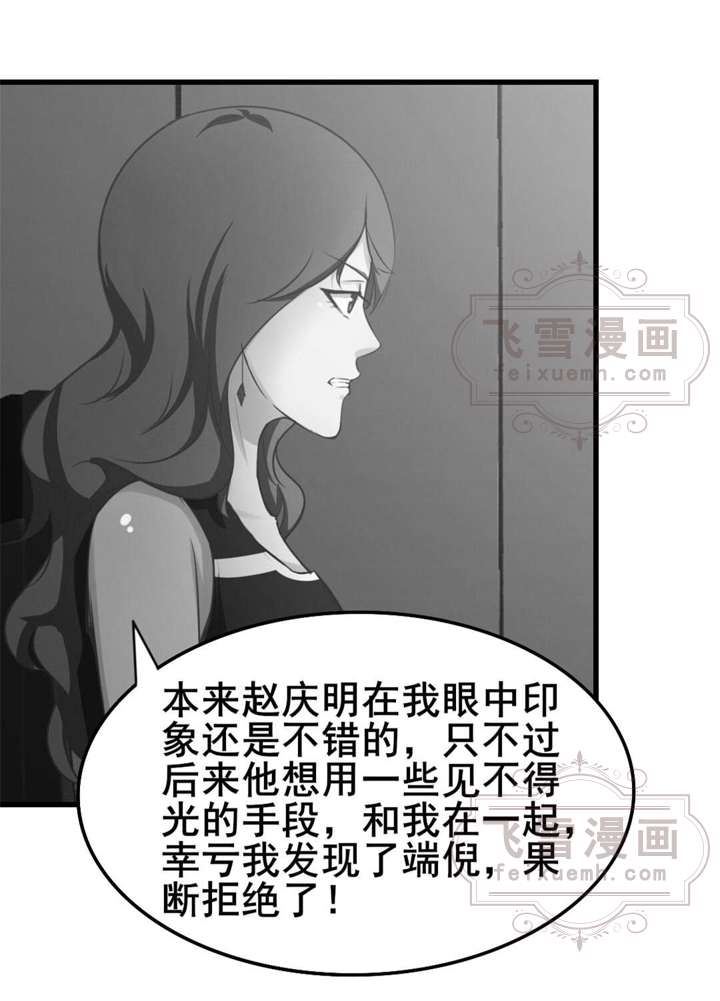 飞雪漫画
feixuemh.com
本来赵庆明在我眼中印
象还是不错的，只不过
后来他想用一些见不得
光的手段，和我在一起，
幸亏我发现了端倪，果
断拒绝了！
飞雪漫画
feixuemh.com